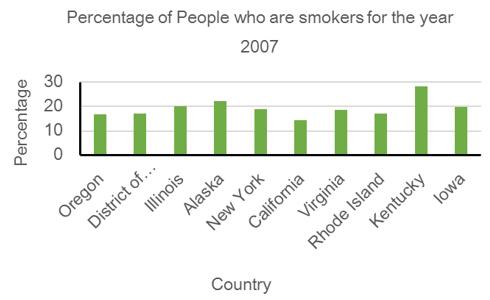 Percentage of People who are smokers for the year
2007
Percentage
30
20
10
0
Oregon
District of...
Illinois
Alaska
New York
California
Virginia
Rhode Island
Kentucky
Iowa
Country